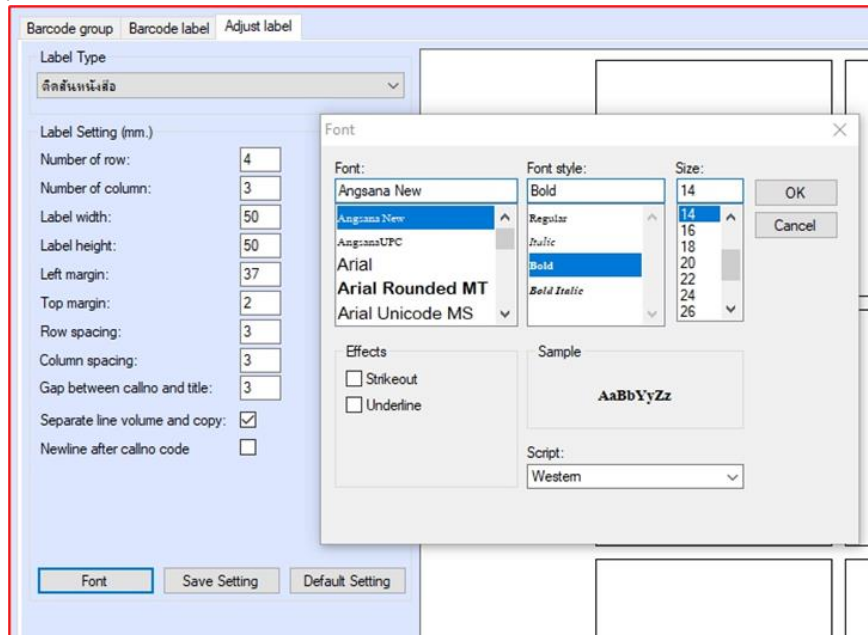 Barcode group Barcode label Adjust label
Label Type
ติดสันหนังสือ
Label Setting (mm.)
Number of row: 4
Number of column: 3
Label width: 50
Label height: 50
Left margin: 37
Top margin: 2
Row spacing: 3
Column spacing: 3
Gap between callno and title: 3
Separate line volume and copy:
Newline after callno code
Font Save Setting Default Setting
Font
Font: Font style: Size:
Angsana New Bold 14 OK
Angsana New Regular 14 Cancel
AngsanaUPC Italic 16
Arial Bold 18
Arial Rounded MT Bold Italic 20
Arial Unicode MS 22
24
26
Effects Sample
Strikeout AaBbYyZz
Underline
Script:
Western